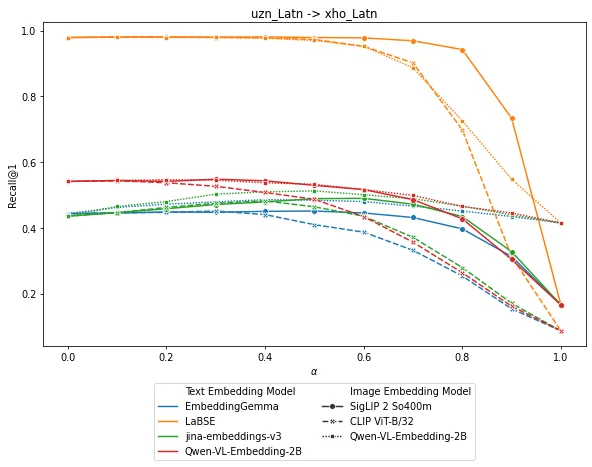 uzn_Latn -> xho_Latn
1.0
0.8
0.6
0.4
0.2
Recall@1
0.0 0.2 0.4 0.6 0.8 1.0
α
Text Embedding Model Image Embedding Model
EmbeddingGemma SigLIP 2 So400m
LaBSE CLIP ViT-B/32
jina-embeddings-v3 Qwen-VL-Embedding-2B
Qwen-VL-Embedding-2B